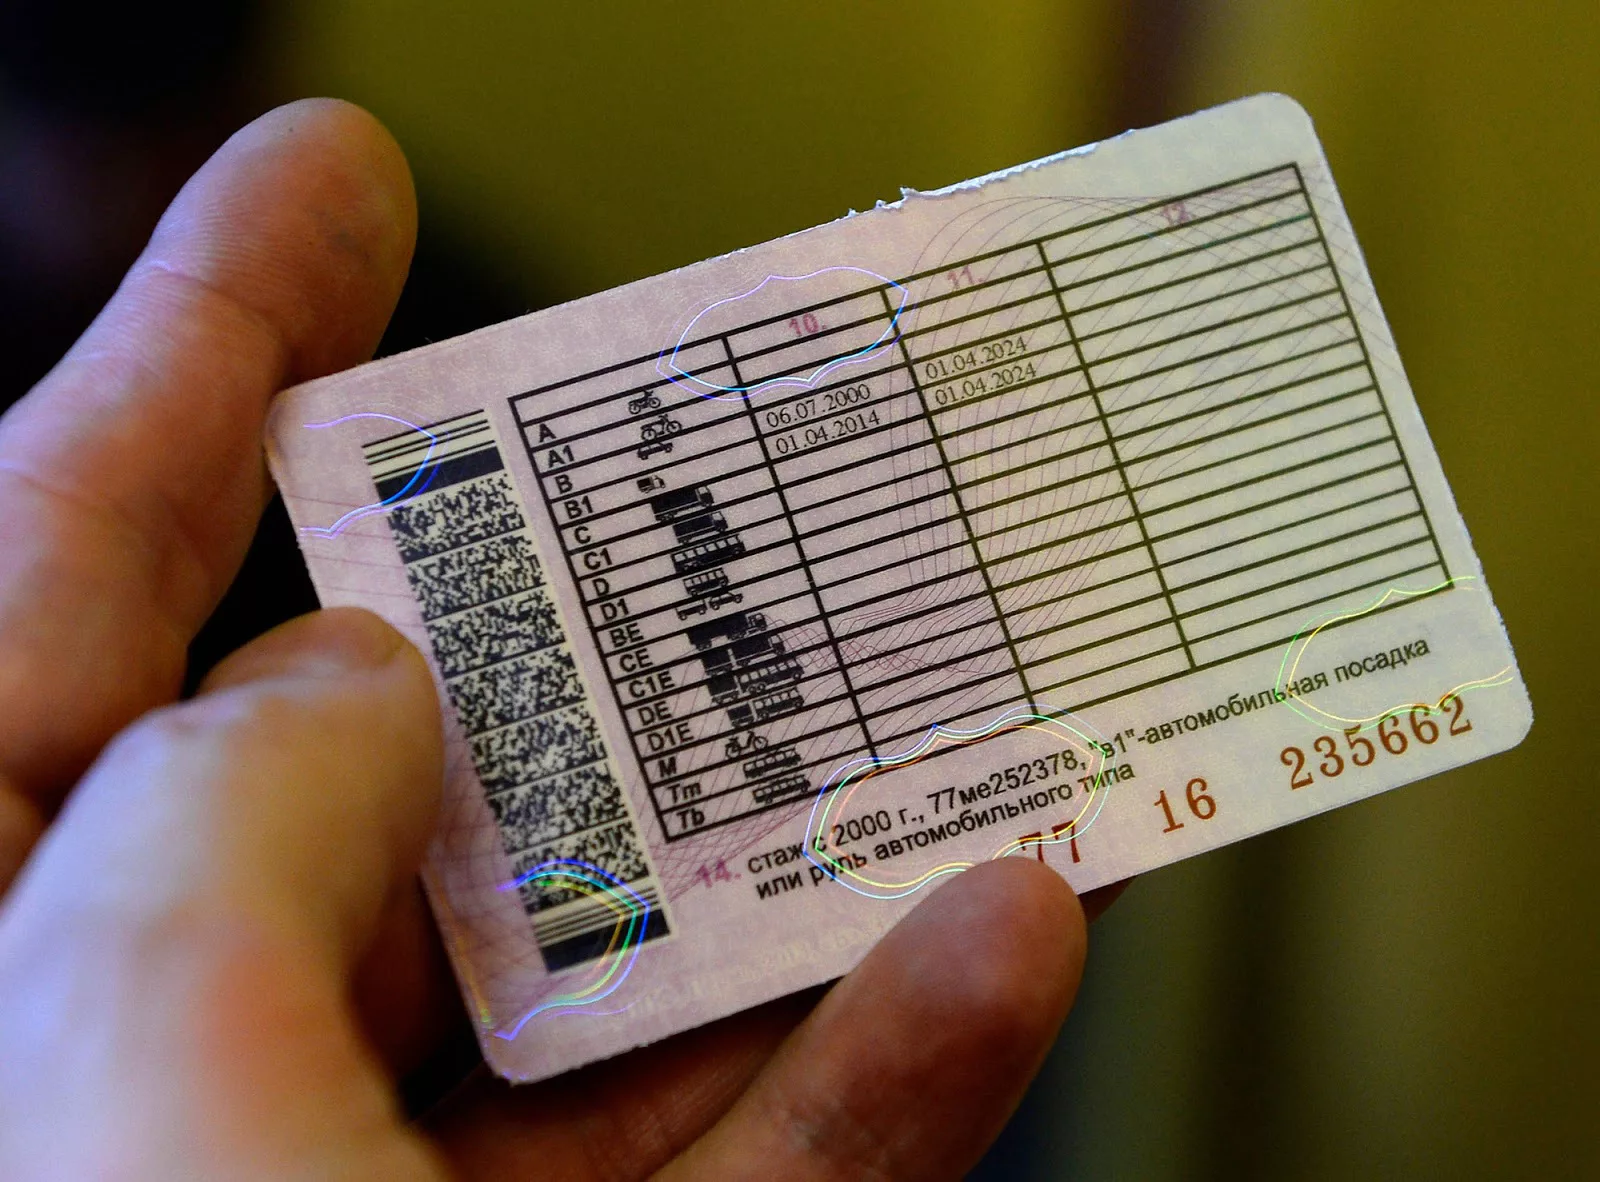 10. 11. 12.
A
A1
B 06.07.2000 01.04.2024
B1 01.04.2014 01.04.2024
C
C1
D
D1
BE
CE
C1E
DE
D1E
M
Tm
Tb
14. стаж с 2000 г., 77ме252378, "в1"-автомобильная посадка
или руль автомобильного типа
77 16 235662